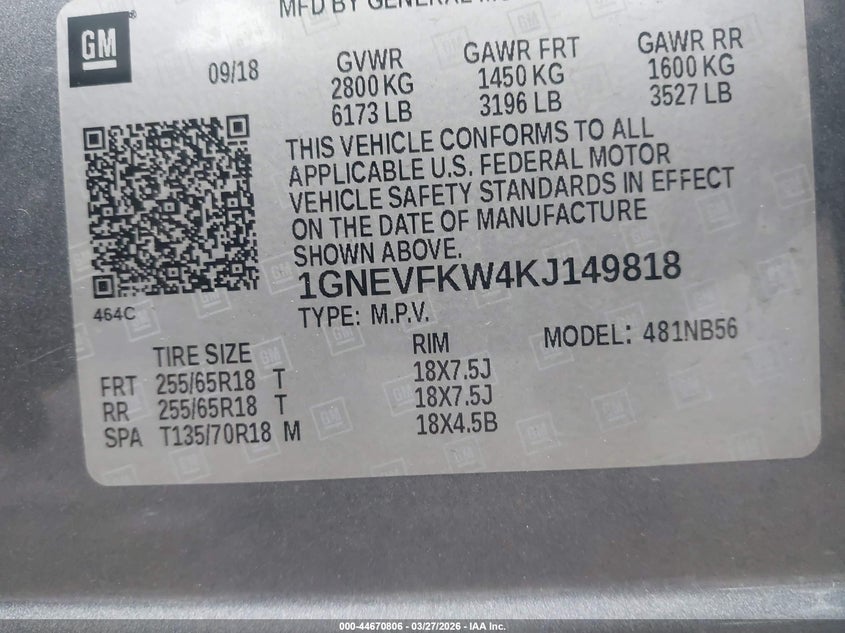 MFD BY GENERAL
GM
09/18
GVWR GAWR FRT GAWR RR
2800 KG 1450 KG 1600 KG
6173 LB 3196 LB 3527 LB
THIS VEHICLE CONFORMS TO ALL
APPLICABLE U.S. FEDERAL MOTOR
VEHICLE SAFETY STANDARDS IN EFFECT
ON THE DATE OF MANUFACTURE
SHOWN ABOVE.
1GNEVFKW4KJ149818
464C
TYPE: M.P.V.
MODEL: 481NB56
TIRE SIZE RIM
FRT 255/65R18 T 18X7.5J
RR 255/65R18 T 18X7.5J
SPA T135/70R18 M 18X4.5B
000-44670806 - 03/27/2026 - IAA Inc.